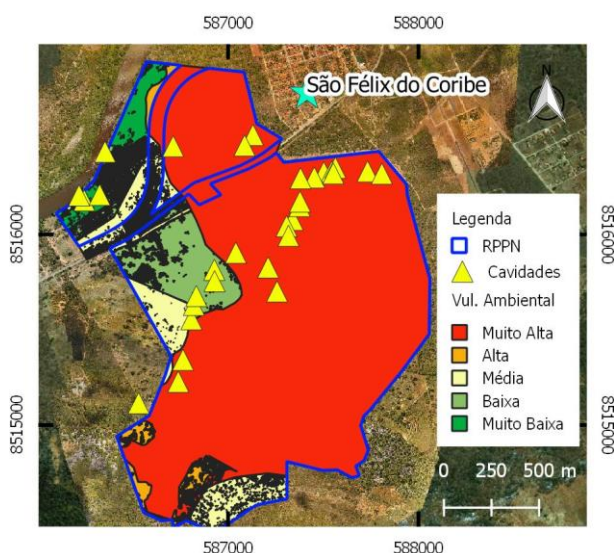 587000 588000
São Félix do Coribe
N
8516000 8516000
Legenda
RPPN
Cavidades
Vul. Ambiental
Muito Alta
Alta
Média
Baixa
Muito Baixa
8515000 8515000
0 250 500 m
587000 588000